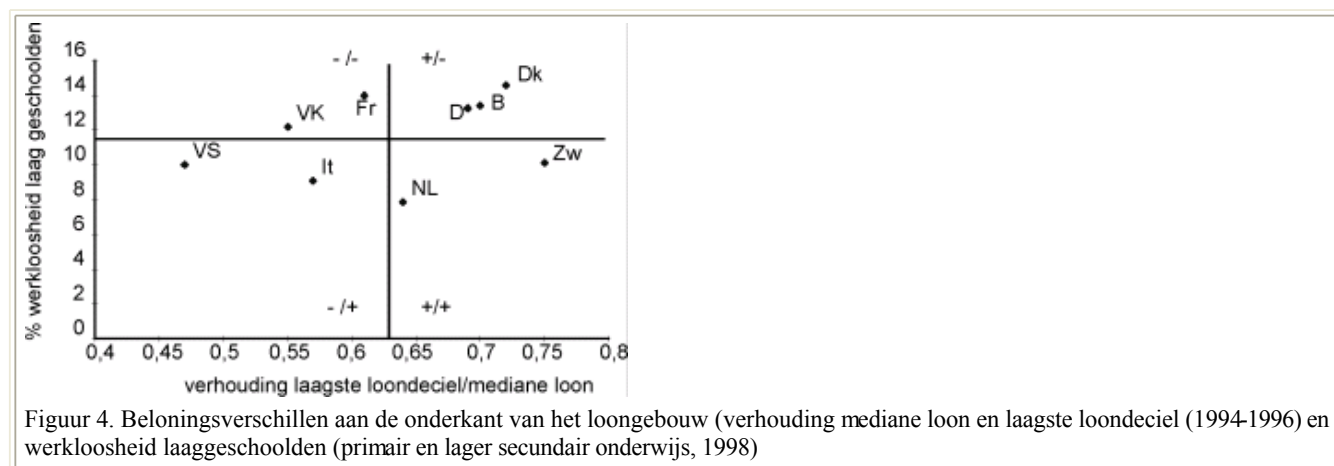 % werkloosheid laag geschoolden
16
14
12
10
8
6
4
2
0
- /-
+/-
Dk
VK
Fr
D
B
VS
It
Zw
NL
- /+
+/+
0,4 0,45 0,5 0,55 0,6 0,65 0,7 0,75 0,8
verhouding laagste loondeciel/mediane loon
Figuur 4. Beloningsverschillen aan de onderkant van het loongebouw (verhouding mediane loon en laagste loondeciel (1994-1996) en
werkloosheid laaggeschoolden (primair en lager secundair onderwijs, 1998)